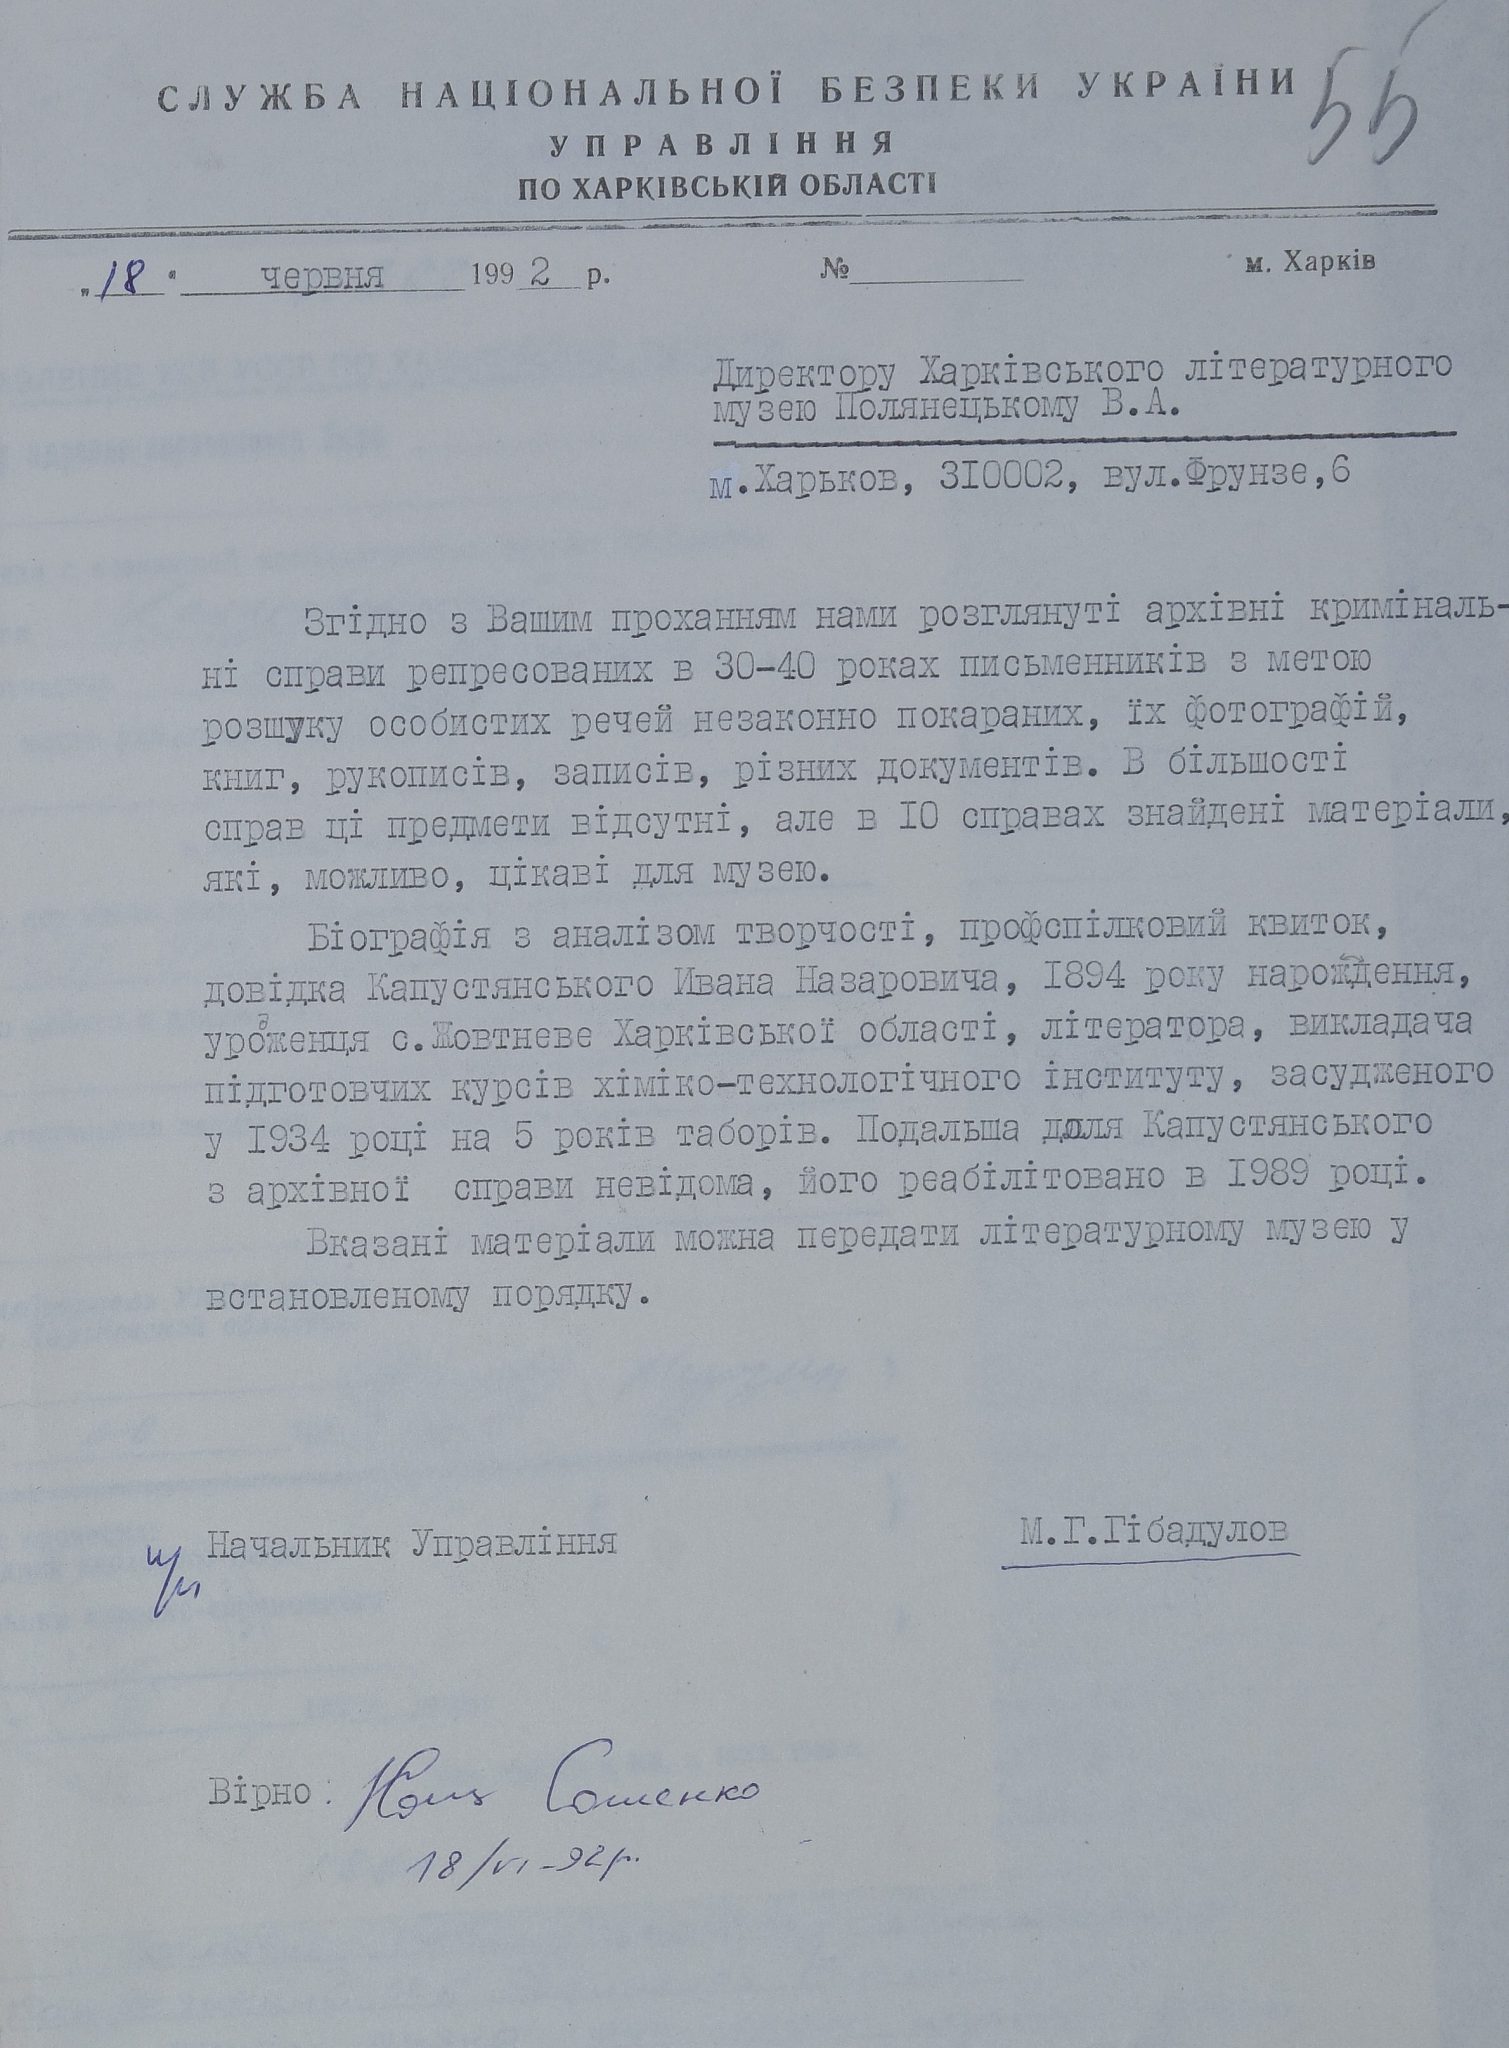 55
СЛУЖБА НАЦІОНАЛЬНОЇ БЕЗПЕКИ УКРАЇНИ
УПРАВЛІННЯ
ПО ХАРКІВСЬКІЙ ОБЛАСТІ
„18" червня 1992 р. № м. Харків
Директору Харківського літературного
музею Полянецькому В.А.
м.Харьков, 310002, вул.Фрунзе,6
Згідно з Вашим проханням нами розглянуті архівні криміналь-
ні справи репресованих в 30-40 роках письменників з метою
розшуку особистих речей незаконно покараних, їх фотографій,
книг, рукописів, записів, різних документів. В більшості
справ ці предмети відсутні, але в 10 справах знайдені матеріали,
які, можливо, цікаві для музею.
Біографія з аналізом творчості, профспілковий квиток,
довідка Капустянського Ивана Назаровича, 1894 року нарождення,
уроженця с.Жовтневе Харківської області, літератора, викладача
підготовчих курсів хіміко-технологічного інституту, засудженого
у 1934 році на 5 років таборів. Подальша доля Капустянського
з архівної справи невідома, його реабілітовано в 1989 році.
Вказані матеріали можна передати літературному музею у
встановленому порядку.
Начальник Управління М.Г.Гібадулов
Вірно: Сошенко
18/VI-92р.